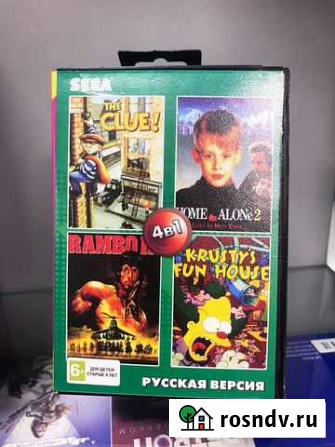 SEGA
THE
CLUE!
HOME ALONE 2
4В1
RAMBO
KRUSTY'S
FUN HOUSE
6+
ДЛЯ ДЕТЕЙ
СТАРШЕ 6 ЛЕТ
РУССКАЯ ВЕРСИЯ
rosndv.ru